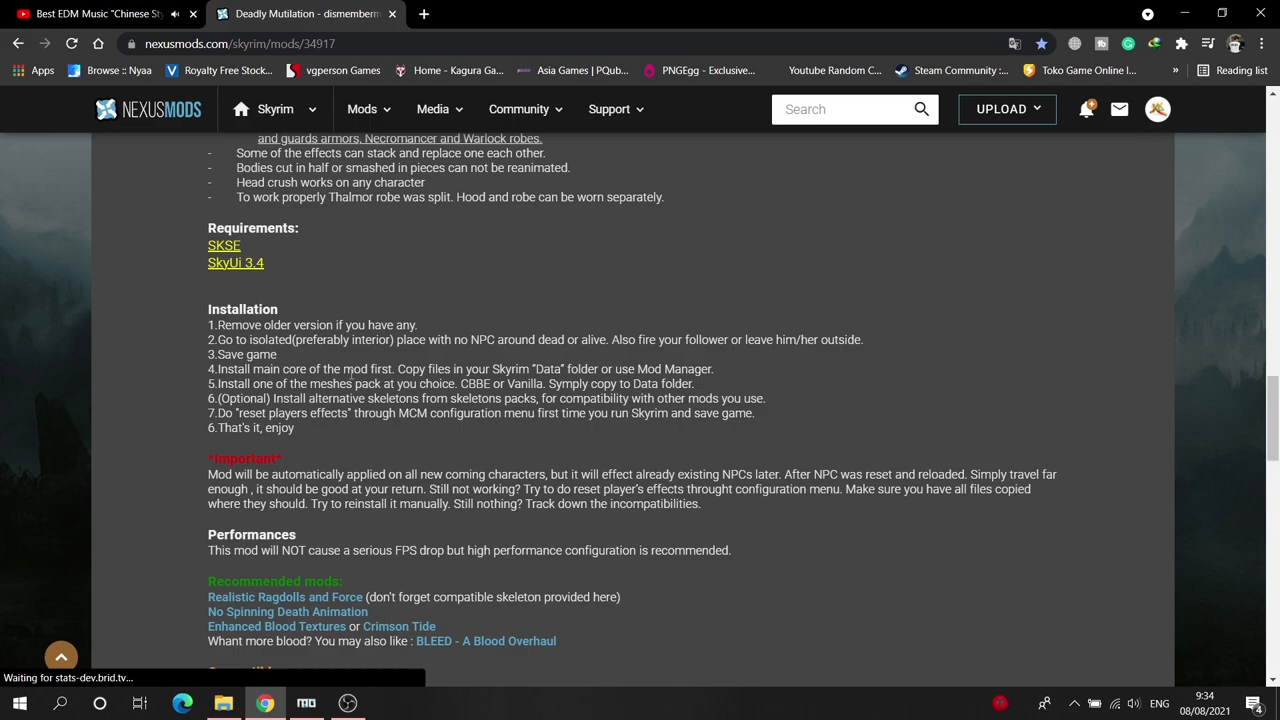 Best EDM Music "Chinese Sty
Deadly Mutilation - dismemberm
nexusmods.com/skyrim/mods/34917
Apps
Browse :: Nyaa
Royalty Free Stock...
vgperson Games
Home - Kagura Ga...
Asia Games | PQub...
PNGEgg - Exclusive...
Youtube Random C...
Steam Community :...
Toko Game Online I...
»
Reading list
NEXUSMODS
Skyrim
Mods
Media
Community
Support
Search
UPLOAD
and guards armors, Necromancer and Warlock robes.
- Some of the effects can stack and replace one each other.
- Bodies cut in half or smashed in pieces can not be reanimated.
- Head crush works on any character
- To work properly Thalmor robe was split. Hood and robe can be worn separately.
Requirements:
SKSE
SkyUi 3.4
Installation
1.Remove older version if you have any.
2.Go to isolated(preferably interior) place with no NPC around dead or alive. Also fire your follower or leave him/her outside.
3.Save game
4.Install main core of the mod first. Copy files in your Skyrim "Data" folder or use Mod Manager.
5.Install one of the meshes pack at you choice. CBBE or Vanilla. Symply copy to Data folder.
6.(Optional) Install alternative skeletons from skeletons packs, for compatibility with other mods you use.
7.Do "reset players effects" through MCM configuration menu first time you run Skyrim and save game.
6.That's it, enjoy
*Important*
Mod will be automatically applied on all new coming characters, but it will effect already existing NPCs later. After NPC was reset and reloaded. Simply travel far
enough , it should be good at your return. Still not working? Try to do reset player's effects throught configuration menu. Make sure you have all files copied
where they should. Try to reinstall it manually. Still nothing? Track down the incompatibilities.
Performances
This mod will NOT cause a serious FPS drop but high performance configuration is recommended.
Recommended mods:
Realistic Ragdolls and Force (don't forget compatible skeleton provided here)
No Spinning Death Animation
Enhanced Blood Textures or Crimson Tide
Whant more blood? You may also like : BLEED - A Blood Overhaul
Waiting for stats-dev.brid.tv...
ENG
9:34
08/08/2021
4